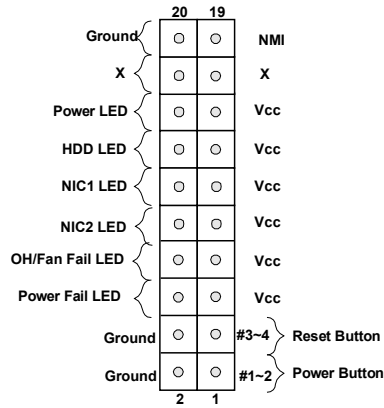 20 19
Ground NMI
X X
Power LED Vcc
HDD LED Vcc
NIC1 LED Vcc
NIC2 LED Vcc
OH/Fan Fail LED Vcc
Power Fail LED Vcc
Ground #3~4 Reset Button
Ground #1~2 Power Button
2 1